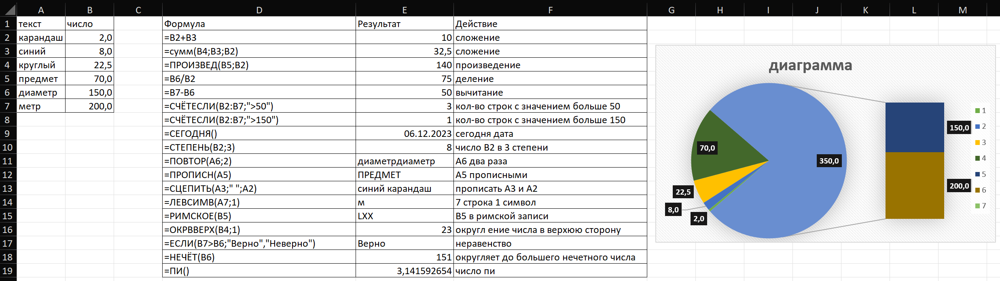 A B C D E F G H I J K L M
1 текст число Формула Результат Действие
2 карандаш 2,0 =B2+B3 10 сложение
3 синий 8,0 =сумм(B4;B3;B2) 32,5 сложение
4 круглый 22,5 =ПРОИЗВЕД(B5;B2) 140 произведение
5 предмет 70,0 =B6/B2 75 деление
6 диаметр 150,0 =B7-B6 50 вычитание
7 метр 200,0 =СЧЁТЕСЛИ(B2:B7;">50") 3 кол-во строк с значением больше 50
8 =СЧЁТЕСЛИ(B2:B7;">150") 1 кол-во строк с значением больше 150
9 =СЕГОДНЯ() 06.12.2023 сегодня дата
10 =СТЕПЕНЬ(B2;3) 8 число B2 в 3 степени
11 =ПОВТОР(A6;2) диаметрдиаметр А6 два раза
12 =ПРОПИСН(A5) ПРЕДМЕТ А5 прописными
13 =СЦЕПИТЬ(A3;" ";A2) синий карандаш прописать А3 и А2
14 =ЛЕВСИМВ(A7;1) м 7 строка 1 символ
15 =РИМСКОЕ(B5) LXX B5 в римской записи
16 =ОКРВВЕРХ(B4;1) 23 округл ение числа в верхюю сторону
17 =ЕСЛИ(B7>B6;"Верно","Неверно") Верно неравенство
18 =НЕЧЁТ(B6) 151 округляет до большего нечетного числа
19 =ПИ() 3,141592654 число пи
диаграмма
70,0
22,5
8,0
2,0
350,0
150,0
200,0
1
2
3
4
5
6
7